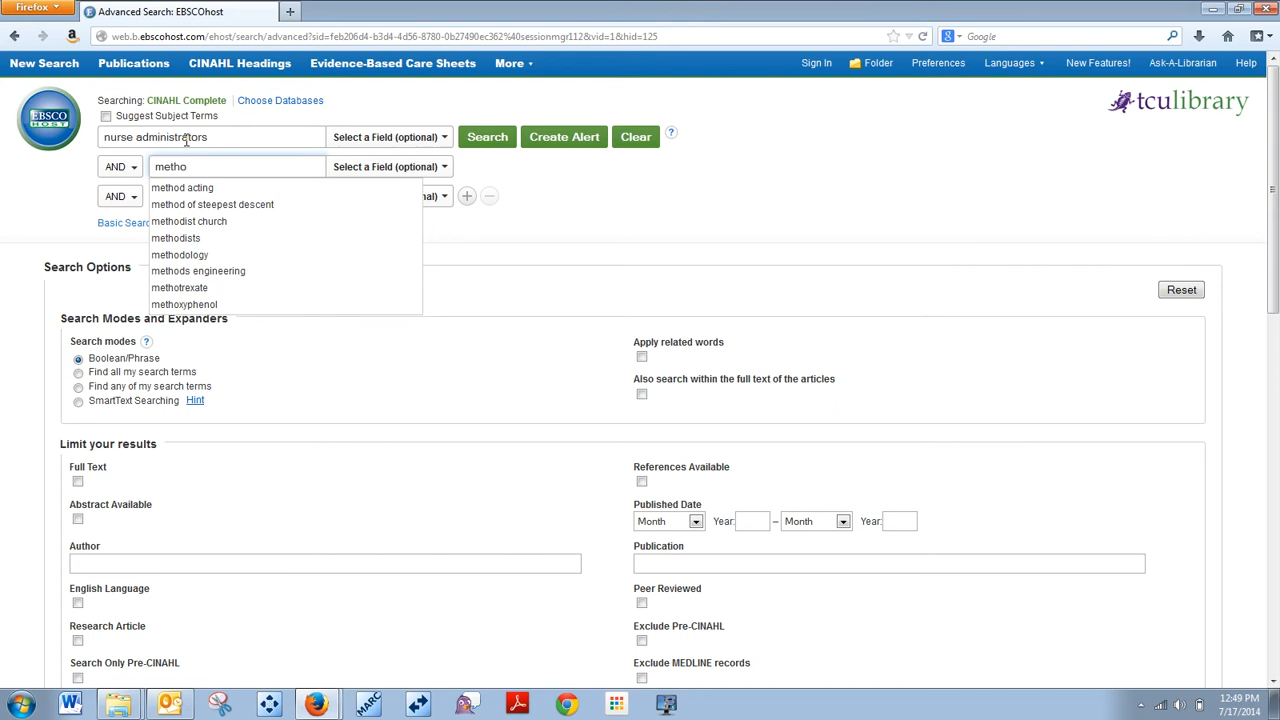 Firefox
Advanced Search: EBSCOhost
web.b.ebscohost.com/ehost/search/advanced?sid=feb206d4-b3d4-4d56-8780-0b27490ec362%40sessionmgr112&vid=1&hid=125
Google
New Search Publications CINAHL Headings Evidence-Based Care Sheets More
Sign In Folder Preferences Languages New Features! Ask-A-Librarian Help
EBSCO HOST
Searching: CINAHL Complete Choose Databases
tculibrary
Suggest Subject Terms
nurse administrators Select a Field (optional) Search Create Alert Clear ?
AND metho Select a Field (optional)
method acting
AND nal)
method of steepest descent
methodist church
Basic Searc
methodists
methodology
methods engineering
methotrexate
methoxyphenol
Search Options
Reset
Search Modes and Expanders
Search modes ?
Boolean/Phrase
Find all my search terms
Find any of my search terms
SmartText Searching Hint
Apply related words
Also search within the full text of the articles
Limit your results
Full Text
References Available
Abstract Available
Published Date
Month Year: – Month Year:
Author
Publication
English Language
Peer Reviewed
Research Article
Exclude Pre-CINAHL
Search Only Pre-CINAHL
Exclude MEDLINE records
MARC
12:49 PM
7/17/2014